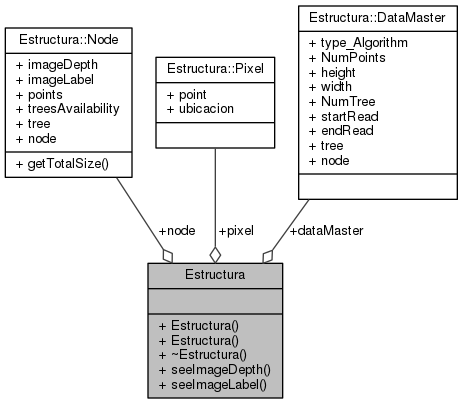 Estructura::Node
+ imageDepth
+ imageLabel
+ points
+ treesAvailability
+ tree
+ node
+ getTotalSize()
Estructura::Pixel
+ point
+ ubicacion
Estructura::DataMaster
+ type_Algorithm
+ NumPoints
+ height
+ width
+ NumTree
+ startRead
+ endRead
+ tree
+ node
+node
+pixel
+dataMaster
Estructura
+ Estructura()
+ Estructura()
+ ~Estructura()
+ seeImageDepth()
+ seeImageLabel()